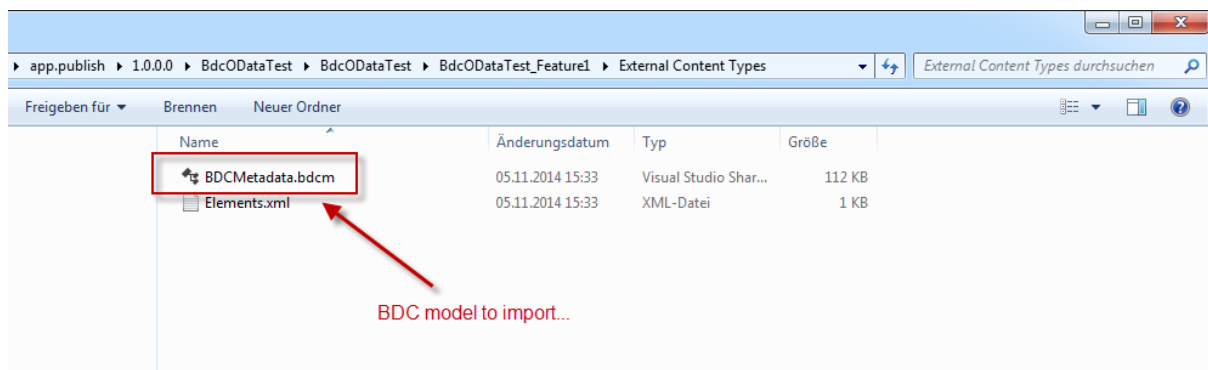 ▸ app.publish ▸ 1.0.0.0 ▸ BdcODataTest ▸ BdcODataTest ▸ BdcODataTest_Feature1 ▸ External Content Types External Content Types durchsuchen
Freigeben für Brennen Neuer Ordner
Name Änderungsdatum Typ Größe
BDCMetadata.bdcm 05.11.2014 15:33 Visual Studio Shar... 112 KB
Elements.xml 05.11.2014 15:33 XML-Datei 1 KB
BDC model to import...